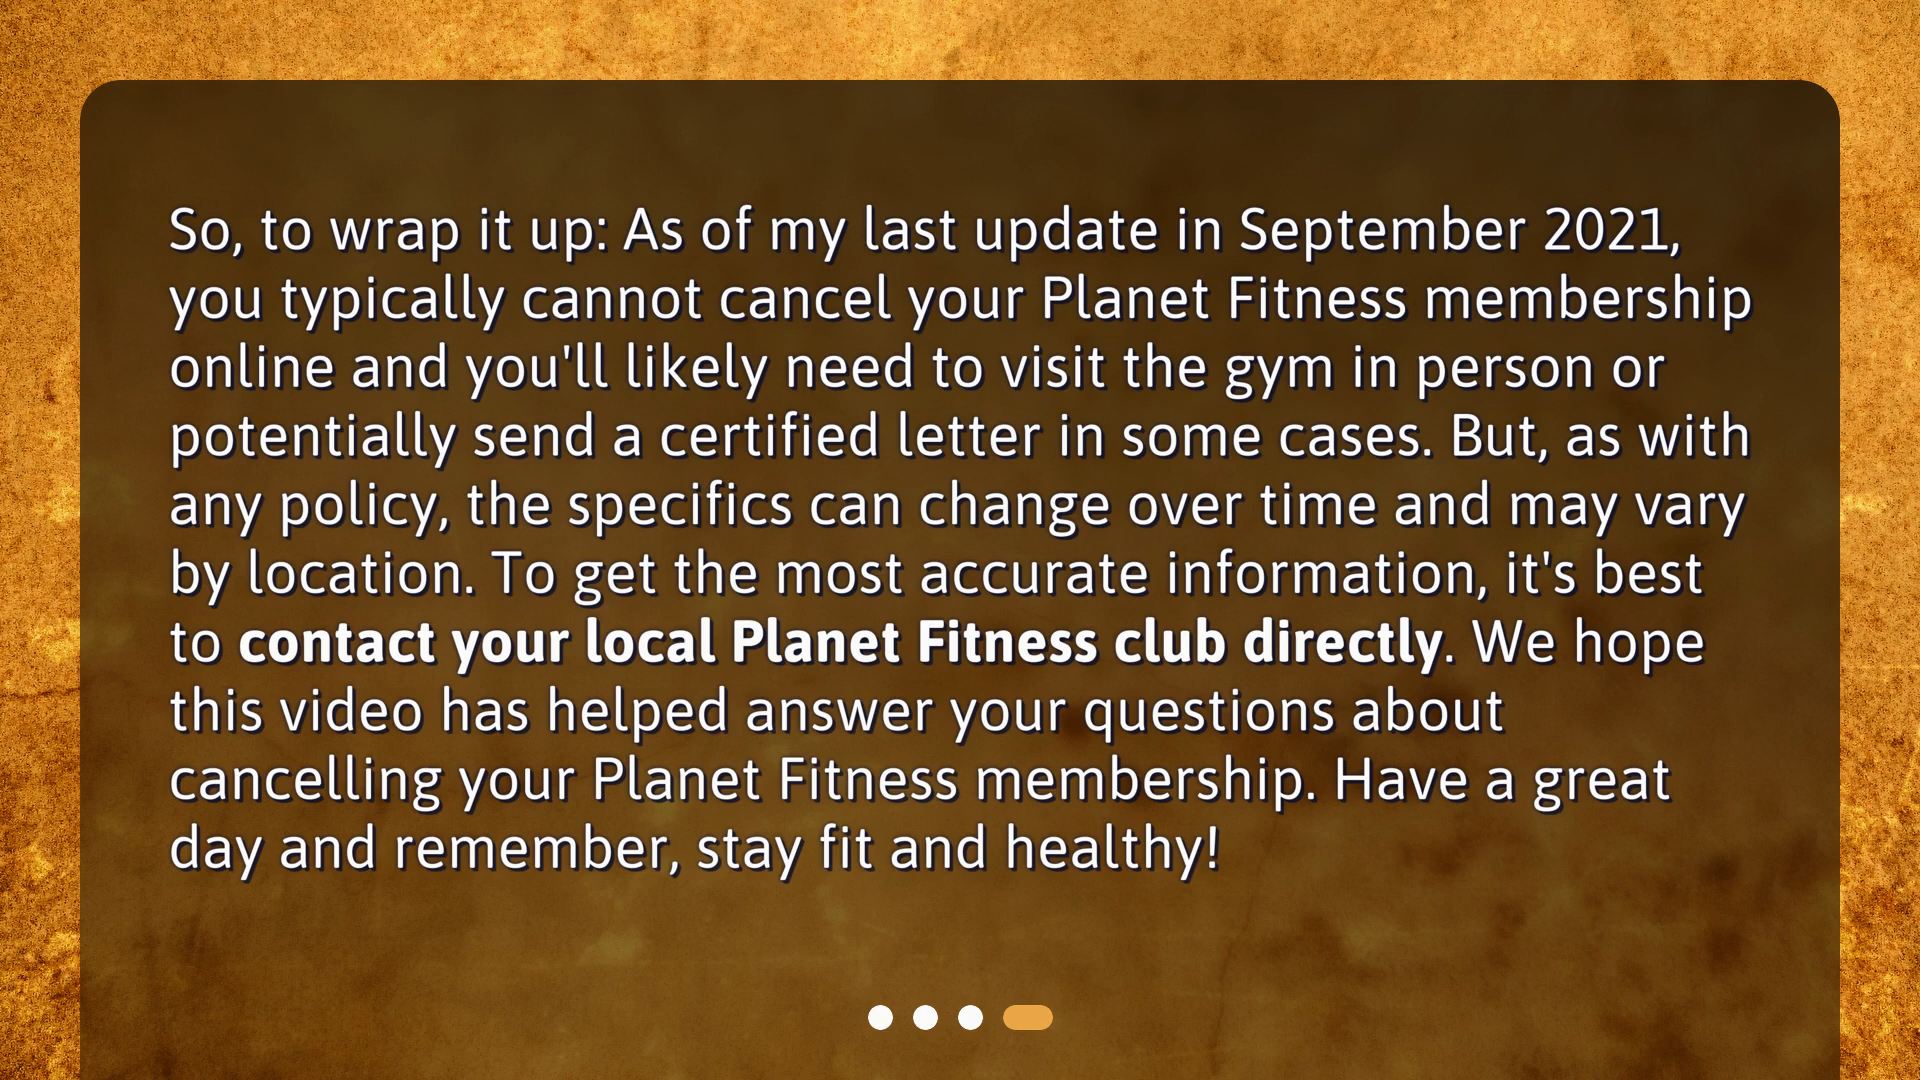 So, to wrap it up: As of my last update in September 2021,
you typically cannot cancel your Planet Fitness membership
online and you'll likely need to visit the gym in person or
potentially send a certified letter in some cases. But, as with
any policy, the specifics can change over time and may vary
by location. To get the most accurate information, it's best
to contact your local Planet Fitness club directly. We hope
this video has helped answer your questions about
cancelling your Planet Fitness membership. Have a great
day and remember, stay fit and healthy!